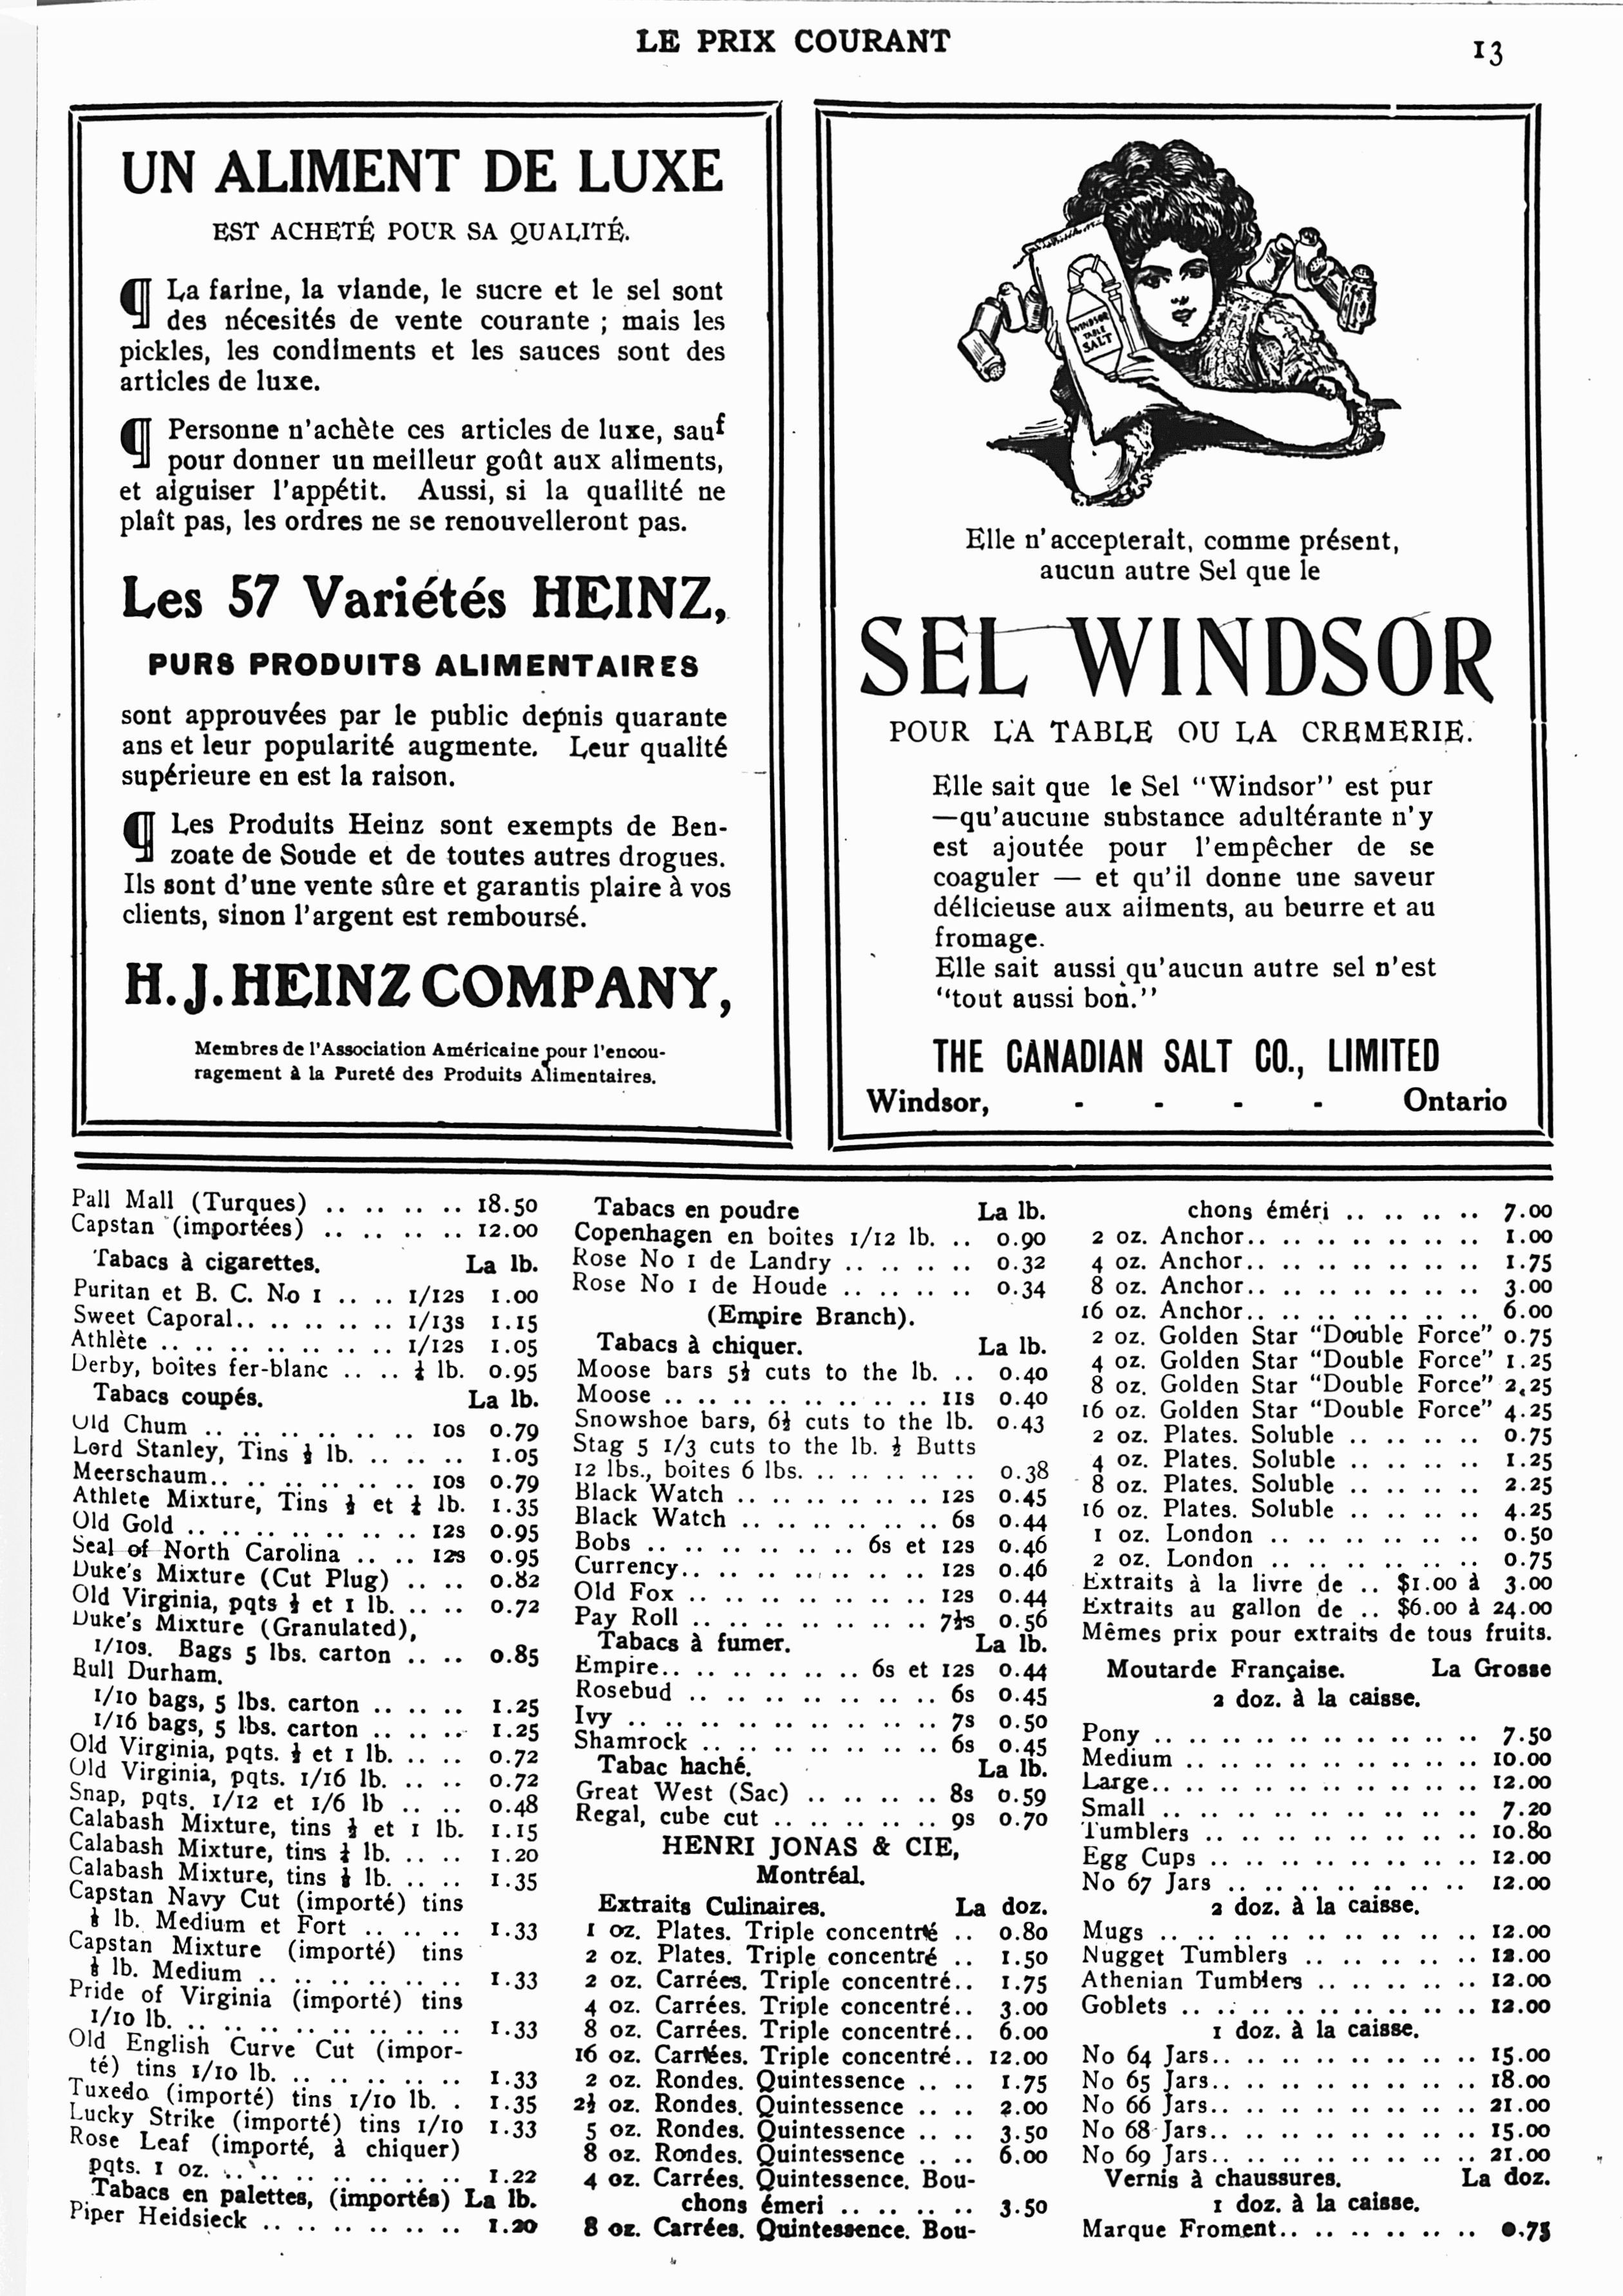 LE PRIX COURANT
13
UN ALIMENT DE LUXE
EST ACHETÉ POUR SA QUALITÉ.
¶ La farine, la viande, le sucre et le sel sont
des nécesités de vente courante ; mais les
pickles, les condiments et les sauces sont des
articles de luxe.
¶ Personne n'achète ces articles de luxe, sauf
pour donner un meilleur goût aux aliments,
et aiguiser l'appétit. Aussi, si la quailité ne
plaît pas, les ordres ne se renouvelleront pas.
Les 57 Variétés HEINZ,
PURS PRODUITS ALIMENTAIRES
sont approuvées par le public depnis quarante
ans et leur popularité augmente. Leur qualité
supérieure en est la raison.
¶ Les Produits Heinz sont exempts de Ben-
zoate de Soude et de toutes autres drogues.
Ils sont d'une vente sûre et garantis plaire à vos
clients, sinon l'argent est remboursé.
H. J. HEINZ COMPANY,
Membres de l'Association Américaine pour l'encou-
ragement à la Pureté des Produits Alimentaires.
WINDSOR
TABLE
SALT
Elle n'accepterait, comme présent,
aucun autre Sel que le
SEL WINDSOR
POUR LA TABLE OU LA CREMERIE.
Elle sait que le Sel "Windsor" est pur
—qu'aucune substance adultérante n'y
est ajoutée pour l'empêcher de se
coaguler — et qu'il donne une saveur
délicieuse aux aliments, au beurre et au
fromage.
Elle sait aussi qu'aucun autre sel n'est
"tout aussi bon."
THE CANADIAN SALT CO., LIMITED
Windsor, - - - - Ontario
Pall Mall (Turques) .. .. .. .. 18.50
Capstan (importées) .. .. .. .. 12.00
Tabacs à cigarettes. La lb.
Puritan et B. C. No 1 .. .. 1/12s 1.00
Sweet Caporal.. .. .. .. .. 1/13s 1.15
Athlète .. .. .. .. .. .. .. 1/12s 1.05
Derby, boites fer-blanc .. .. ¼ lb. 0.95
Tabacs coupés. La lb.
Old Chum .. .. .. .. .. .. .. 10s 0.79
Lord Stanley, Tins ½ lb. .. .. .. 1.05
Meerschaum.. .. .. .. .. .. .. 10s 0.79
Athlete Mixture, Tins ½ et ¼ lb. 1.35
Old Gold .. .. .. .. .. .. .. 12s 0.95
Seal of North Carolina .. .. 12s 0.95
Duke's Mixture (Cut Plug) .. .. 0.82
Old Virginia, pqts ½ et 1 lb. .. .. 0.72
Duke's Mixture (Granulated),
1/10s. Bags 5 lbs. carton .. .. 0.85
Bull Durham.
1/10 bags, 5 lbs. carton .. .. .. 1.25
1/16 bags, 5 lbs. carton .. .. .. 1.25
Old Virginia, pqts. ½ et 1 lb. .. .. 0.72
Old Virginia, pqts. 1/16 lb. .. .. 0.72
Snap, pqts. 1/12 et 1/6 lb .. .. 0.48
Calabash Mixture, tins ½ et 1 lb. 1.15
Calabash Mixture, tins ¼ lb. .. .. 1.20
Calabash Mixture, tins ⅛ lb. .. .. 1.35
Capstan Navy Cut (importé) tins
lb. Medium et Fort .. .. .. 1.33
Capstan Mixture (importé) tins
lb. Medium .. .. .. .. .. .. 1.33
Pride of Virginia (importé) tins
1/10 lb. .. .. .. .. .. .. .. .. 1.33
Old English Curve Cut (impor-
té) tins 1/10 lb. .. .. .. .. .. 1.33
Tuxedo (importé) tins 1/10 lb. . 1.35
Lucky Strike (importé) tins 1/10 1.33
Rose Leaf (importé, à chiquer)
pqts. 1 oz. .. .. .. .. .. .. .. 1.22
Tabacs en palettes, (importés) La lb.
Piper Heidsieck .. .. .. .. .. .. 1.20
Tabacs en poudre La lb.
Copenhagen en boîtes 1/12 lb. .. 0.90
Rose No 1 de Landry .. .. .. .. 0.32
Rose No 1 de Houde .. .. .. .. 0.34
(Empire Branch).
Tabacs à chiquer. La lb.
Moose bars 5½ cuts to the lb. .. 0.40
Moose .. .. .. .. .. .. .. .. 11s 0.40
Snowshoe bars, 6½ cuts to the lb. 0.43
Stag 5 1/3 cuts to the lb. ½ Butts
12 lbs., boites 6 lbs. .. .. .. .. .. 0.38
Black Watch .. .. .. .. .. .. 12s 0.45
Black Watch .. .. .. .. .. .. 6s 0.44
Bobs .. .. .. .. .. .. 6s et 12s 0.46
Currency.. .. .. .. .. .. .. 12s 0.46
Old Fox .. .. .. .. .. .. .. 12s 0.44
Pay Roll .. .. .. .. .. .. .. 7½s 0.56
Tabacs à fumer. La lb.
Empire.. .. .. .. .. .. 6s et 12s 0.44
Rosebud .. .. .. .. .. .. .. 6s 0.45
Ivy .. .. .. .. .. .. .. .. .. 7s 0.50
Shamrock .. .. .. .. .. .. .. 6s 0.45
Tabac haché. La lb.
Great West (Sac) .. .. .. .. 8s 0.59
Regal, cube cut .. .. .. .. .. 9s 0.70
HENRI JONAS & CIE,
Montréal.
Extraits Culinaires. La doz.
1 oz. Plates. Triple concentré .. 0.80
2 oz. Plates. Triple concentré .. 1.50
2 oz. Carrées. Triple concentré.. 1.75
4 oz. Carrées. Triple concentré.. 3.00
8 oz. Carrées. Triple concentré.. 6.00
16 oz. Carrées. Triple concentré.. 12.00
2 oz. Rondes. Quintessence .. .. 1.75
2½ oz. Rondes. Quintessence .. .. 2.00
5 oz. Rondes. Quintessence .. .. 3.50
8 oz. Rondes. Quintessence .. .. 6.00
4 oz. Carrées. Quintessence. Bou-
chons émeri .. .. .. .. .. 3.50
8 oz. Carrées. Quintessence. Bou-
chons éméri .. .. .. .. .. 7.00
2 oz. Anchor.. .. .. .. .. .. .. 1.00
4 oz. Anchor.. .. .. .. .. .. .. 1.75
8 oz. Anchor.. .. .. .. .. .. .. 3.00
16 oz. Anchor.. .. .. .. .. .. .. 6.00
2 oz. Golden Star "Double Force" 0.75
4 oz. Golden Star "Double Force" 1.25
8 oz. Golden Star "Double Force" 2.25
16 oz. Golden Star "Double Force" 4.25
2 oz. Plates. Soluble .. .. .. .. 0.75
4 oz. Plates. Soluble .. .. .. .. 1.25
8 oz. Plates. Soluble .. .. .. .. 2.25
16 oz. Plates. Soluble .. .. .. .. 4.25
1 oz. London .. .. .. .. .. .. 0.50
2 oz. London .. .. .. .. .. .. 0.75
Extraits à la livre de .. $1.00 à 3.00
Extraits au gallon de .. $6.00 à 24.00
Mêmes prix pour extraits de tous fruits.
Moutarde Française. La Grosse
2 doz. à la caisse.
Pony .. .. .. .. .. .. .. .. .. 7.50
Medium .. .. .. .. .. .. .. .. 10.00
Large.. .. .. .. .. .. .. .. .. 12.00
Small .. .. .. .. .. .. .. .. .. 7.20
Tumblers .. .. .. .. .. .. .. .. 10.80
Egg Cups .. .. .. .. .. .. .. .. 12.00
No 67 Jars .. .. .. .. .. .. .. 12.00
2 doz. à la caisse.
Mugs .. .. .. .. .. .. .. .. .. 12.00
Nugget Tumblers .. .. .. .. .. 12.00
Athenian Tumblers .. .. .. .. .. 12.00
Goblets .. .. .. .. .. .. .. .. 12.00
1 doz. à la caisse.
No 64 Jars.. .. .. .. .. .. .. .. 15.00
No 65 Jars.. .. .. .. .. .. .. .. 18.00
No 66 Jars.. .. .. .. .. .. .. .. 21.00
No 68 Jars.. .. .. .. .. .. .. .. 15.00
No 69 Jars.. .. .. .. .. .. .. .. 21.00
Vernis à chaussures. La doz.
1 doz. à la caisse.
Marque Froment.. .. .. .. .. .. 0.75